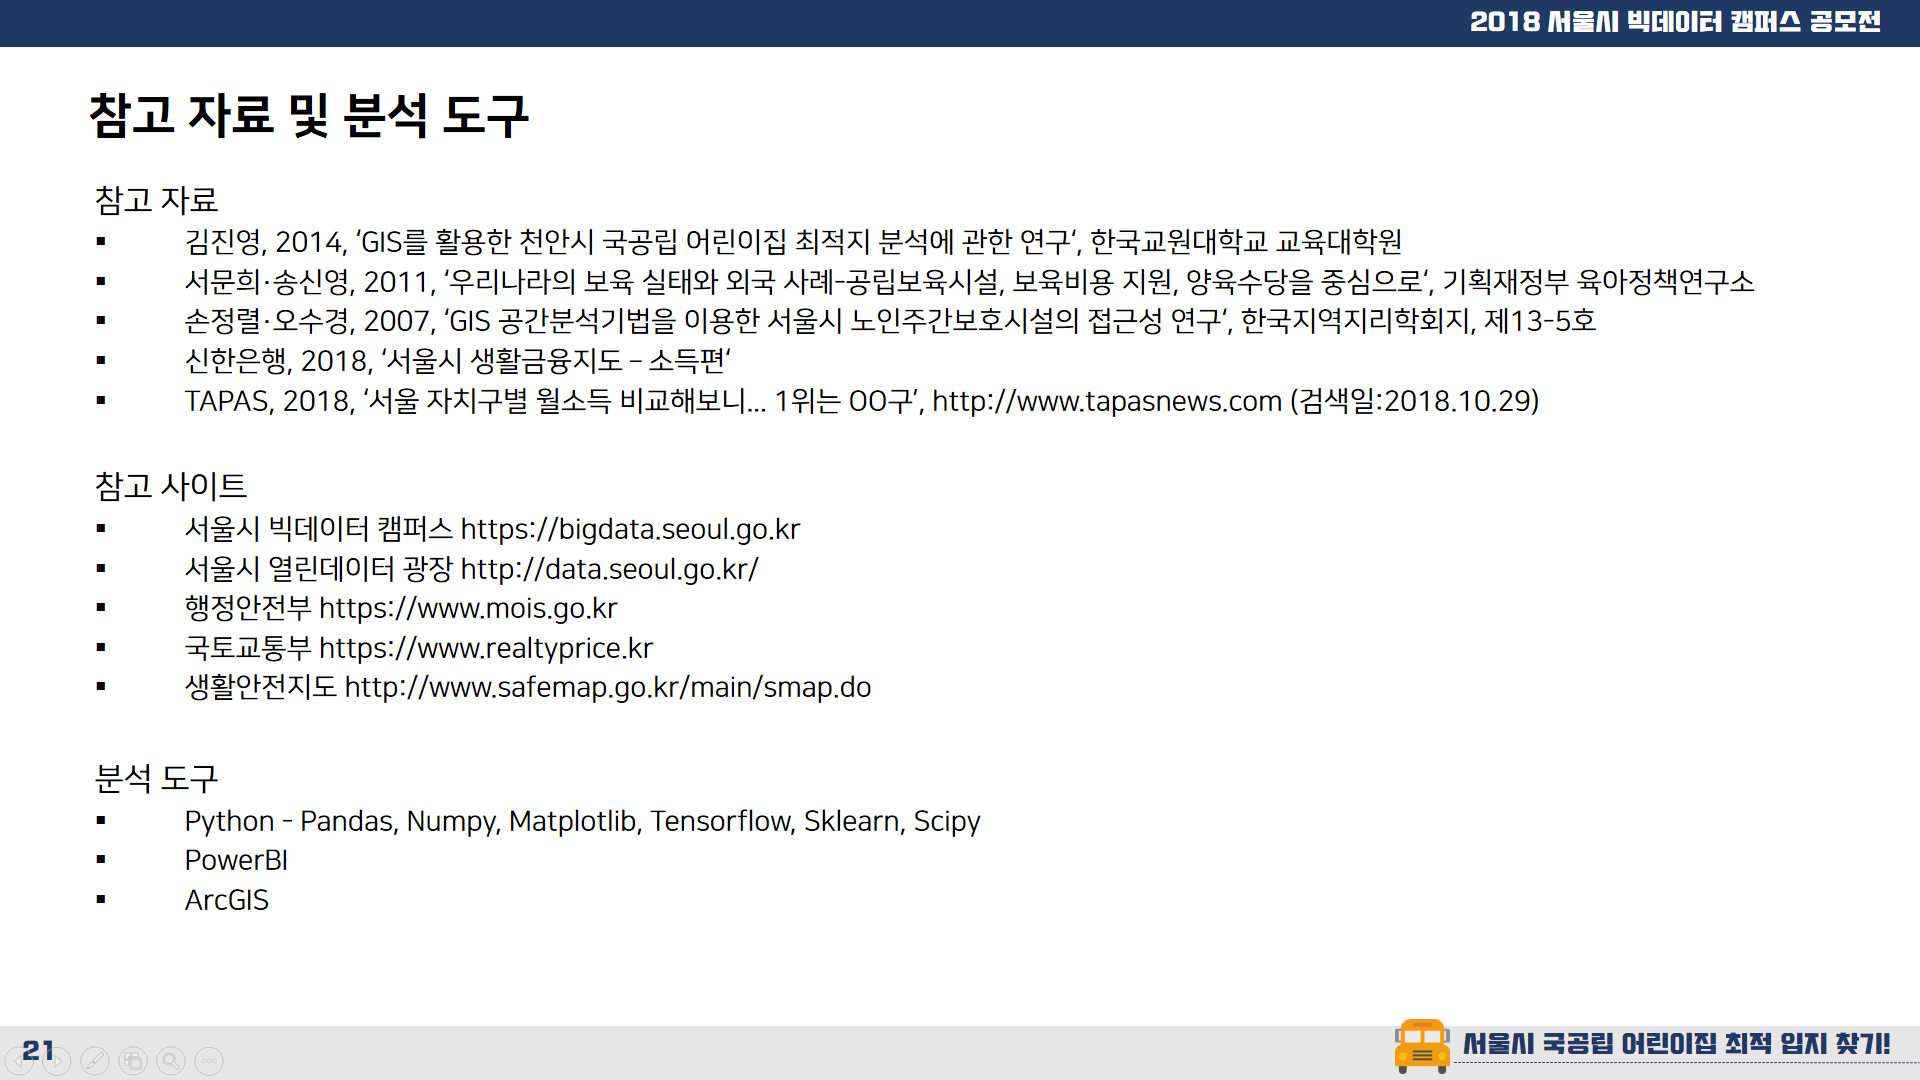 2018 서울시 빅데이터 캠퍼스 공모전
참고 자료 및 분석 도구
참고 자료
▪ 김진영, 2014, ‘GIS를 활용한 천안시 국공립 어린이집 최적지 분석에 관한 연구‘, 한국교원대학교 교육대학원
▪ 서문희·송신영, 2011, ‘우리나라의 보육 실태와 외국 사례-공립보육시설, 보육비용 지원, 양육수당을 중심으로‘, 기획재정부 육아정책연구소
▪ 손정렬·오수경, 2007, ‘GIS 공간분석기법을 이용한 서울시 노인주간보호시설의 접근성 연구‘, 한국지역지리학회지, 제13-5호
▪ 신한은행, 2018, ‘서울시 생활금융지도 – 소득편‘
▪ TAPAS, 2018, ‘서울 자치구별 월소득 비교해보니... 1위는 OO구’, http://www.tapasnews.com (검색일:2018.10.29)
참고 사이트
▪ 서울시 빅데이터 캠퍼스 https://bigdata.seoul.go.kr
▪ 서울시 열린데이터 광장 http://data.seoul.go.kr/
▪ 행정안전부 https://www.mois.go.kr
▪ 국토교통부 https://www.realtyprice.kr
▪ 생활안전지도 http://www.safemap.go.kr/main/smap.do
분석 도구
▪ Python - Pandas, Numpy, Matplotlib, Tensorflow, Sklearn, Scipy
▪ PowerBI
▪ ArcGIS
21
서울시 국공립 어린이집 최적 입지 찾기!